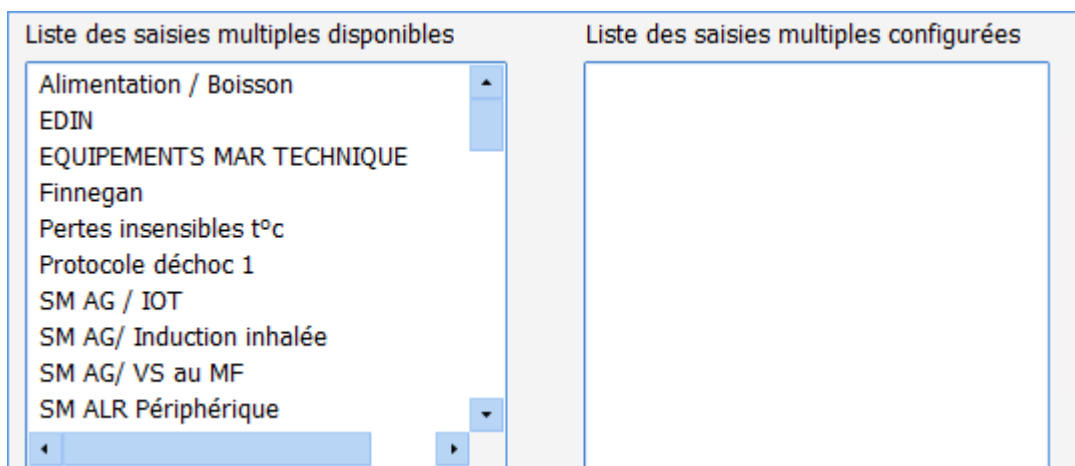 Liste des saisies multiples disponibles
Alimentation / Boisson
EDIN
EQUIPEMENTS MAR TECHNIQUE
Finnegan
Pertes insensibles t°c
Protocole déchoc 1
SM AG / IOT
SM AG/ Induction inhalée
SM AG/ VS au MF
SM ALR Périphérique
Liste des saisies multiples configurées